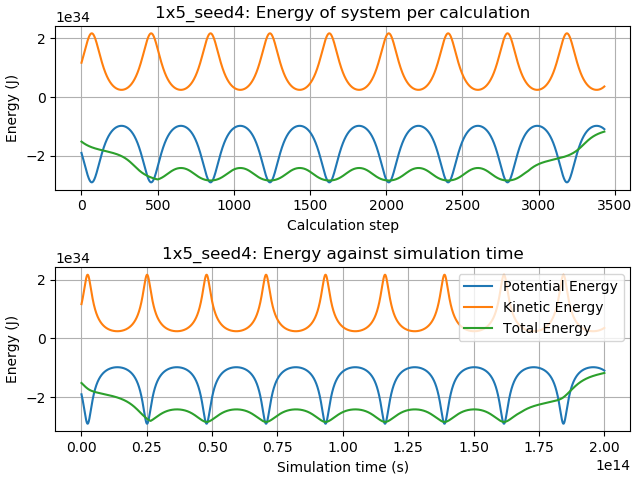 1x5_seed4: Energy of system per calculation
1e34
2
0
−2
Energy (J)
0 500 1000 1500 2000 2500 3000 3500
Calculation step
1x5_seed4: Energy against simulation time
1e34
2
0
−2
Energy (J)
Potential Energy
Kinetic Energy
Total Energy
0.00 0.25 0.50 0.75 1.00 1.25 1.50 1.75 2.00
1e14
Simulation time (s)